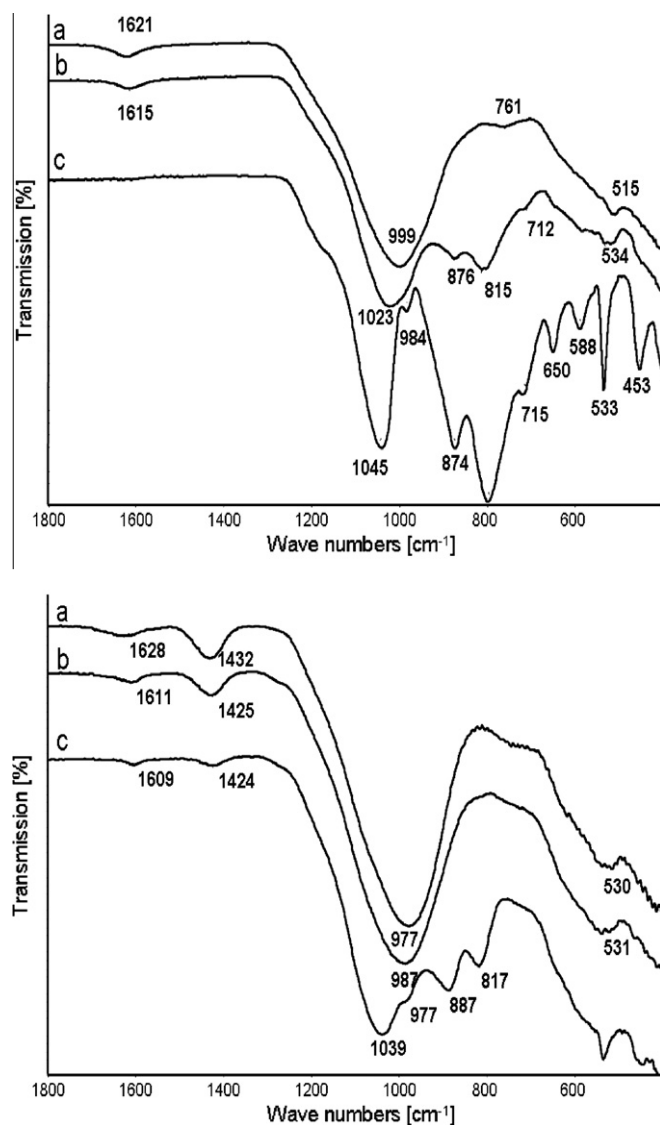 a
1621
b
1615
c
761
515
999
712
876
534
1023
815
984
650
588
715
1045
874
533
453
Transmission [%]
1800 1600 1400 1200 1000 800 600
Wave numbers [cm⁻¹]
a
1628
1432
b
1611
1425
c
1609
1424
530
977
531
987
817
977
887
1039
Transmission [%]
1800 1600 1400 1200 1000 800 600
Wave numbers [cm⁻¹]